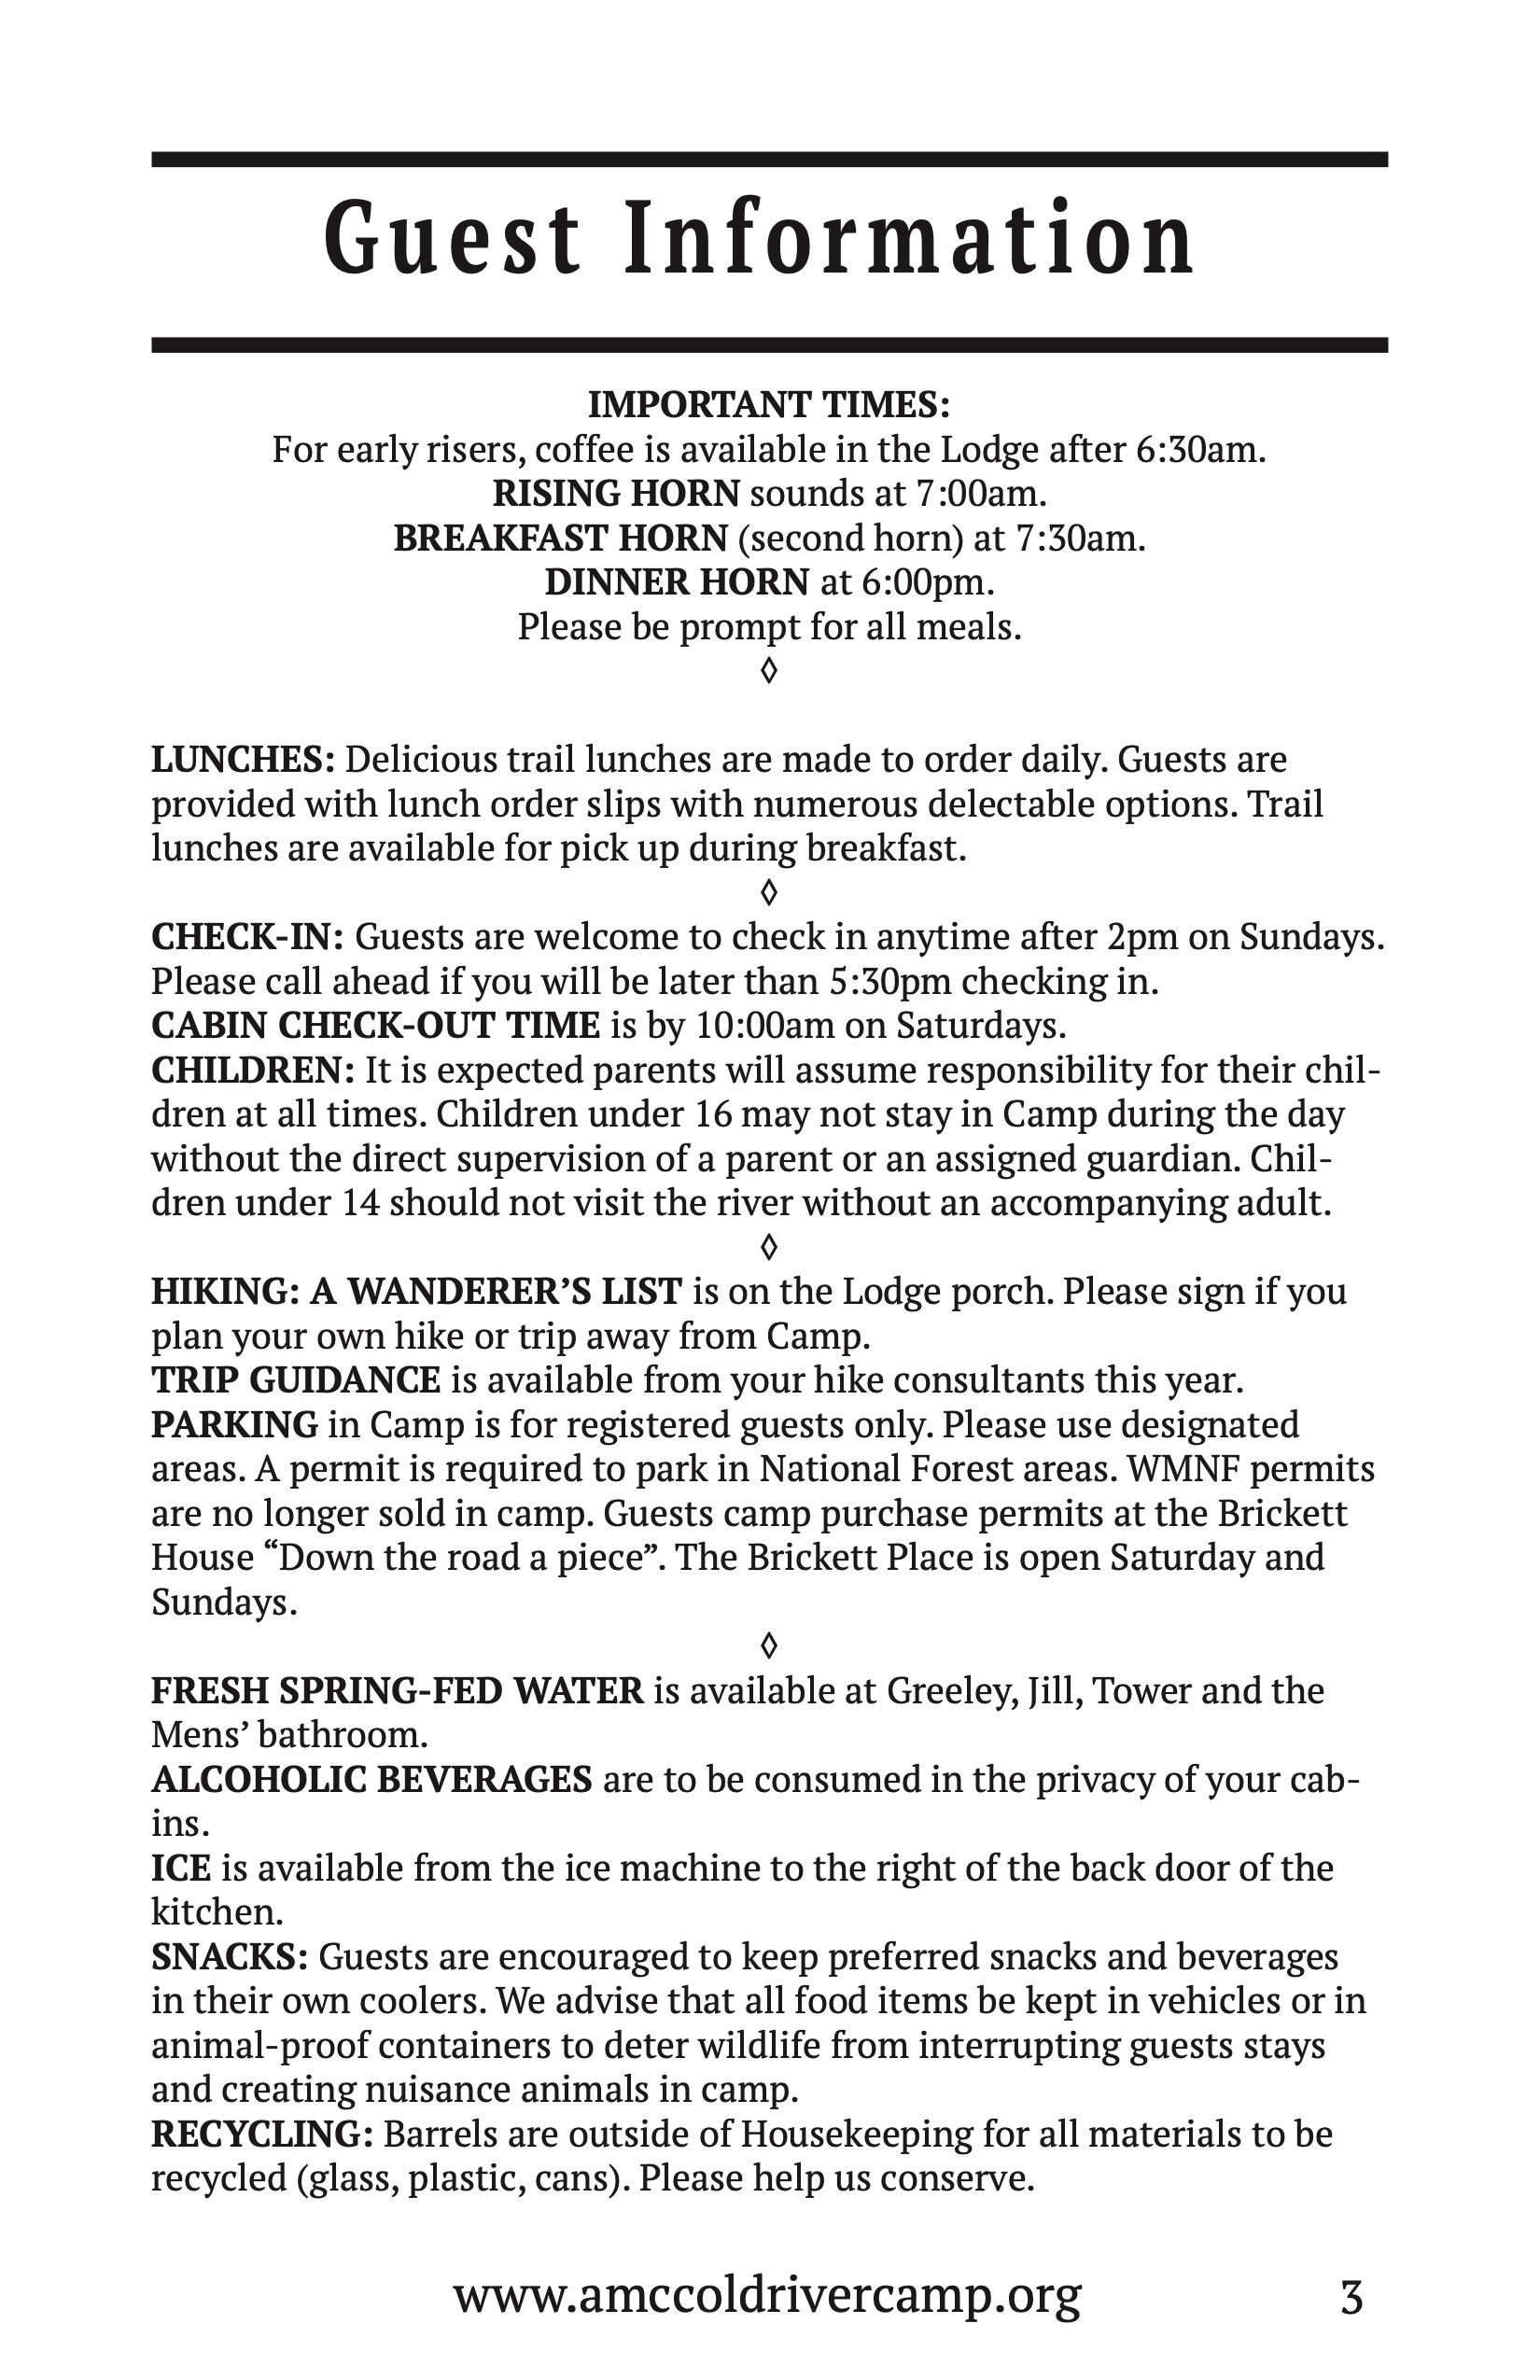 Guest Information
IMPORTANT TIMES:
For early risers, coffee is available in the Lodge after 6:30am.
RISING HORN sounds at 7:00am.
BREAKFAST HORN (second horn) at 7:30am.
DINNER HORN at 6:00pm.
Please be prompt for all meals.
◊
LUNCHES: Delicious trail lunches are made to order daily. Guests are
provided with lunch order slips with numerous delectable options. Trail
lunches are available for pick up during breakfast.
◊
CHECK-IN: Guests are welcome to check in anytime after 2pm on Sundays.
Please call ahead if you will be later than 5:30pm checking in.
CABIN CHECK-OUT TIME is by 10:00am on Saturdays.
CHILDREN: It is expected parents will assume responsibility for their chil-
dren at all times. Children under 16 may not stay in Camp during the day
without the direct supervision of a parent or an assigned guardian. Chil-
dren under 14 should not visit the river without an accompanying adult.
◊
HIKING: A WANDERER’S LIST is on the Lodge porch. Please sign if you
plan your own hike or trip away from Camp.
TRIP GUIDANCE is available from your hike consultants this year.
PARKING in Camp is for registered guests only. Please use designated
areas. A permit is required to park in National Forest areas. WMNF permits
are no longer sold in camp. Guests camp purchase permits at the Brickett
House “Down the road a piece”. The Brickett Place is open Saturday and
Sundays.
◊
FRESH SPRING-FED WATER is available at Greeley, Jill, Tower and the
Mens’ bathroom.
ALCOHOLIC BEVERAGES are to be consumed in the privacy of your cab-
ins.
ICE is available from the ice machine to the right of the back door of the
kitchen.
SNACKS: Guests are encouraged to keep preferred snacks and beverages
in their own coolers. We advise that all food items be kept in vehicles or in
animal-proof containers to deter wildlife from interrupting guests stays
and creating nuisance animals in camp.
RECYCLING: Barrels are outside of Housekeeping for all materials to be
recycled (glass, plastic, cans). Please help us conserve.
www.amccoldrivercamp.org 3